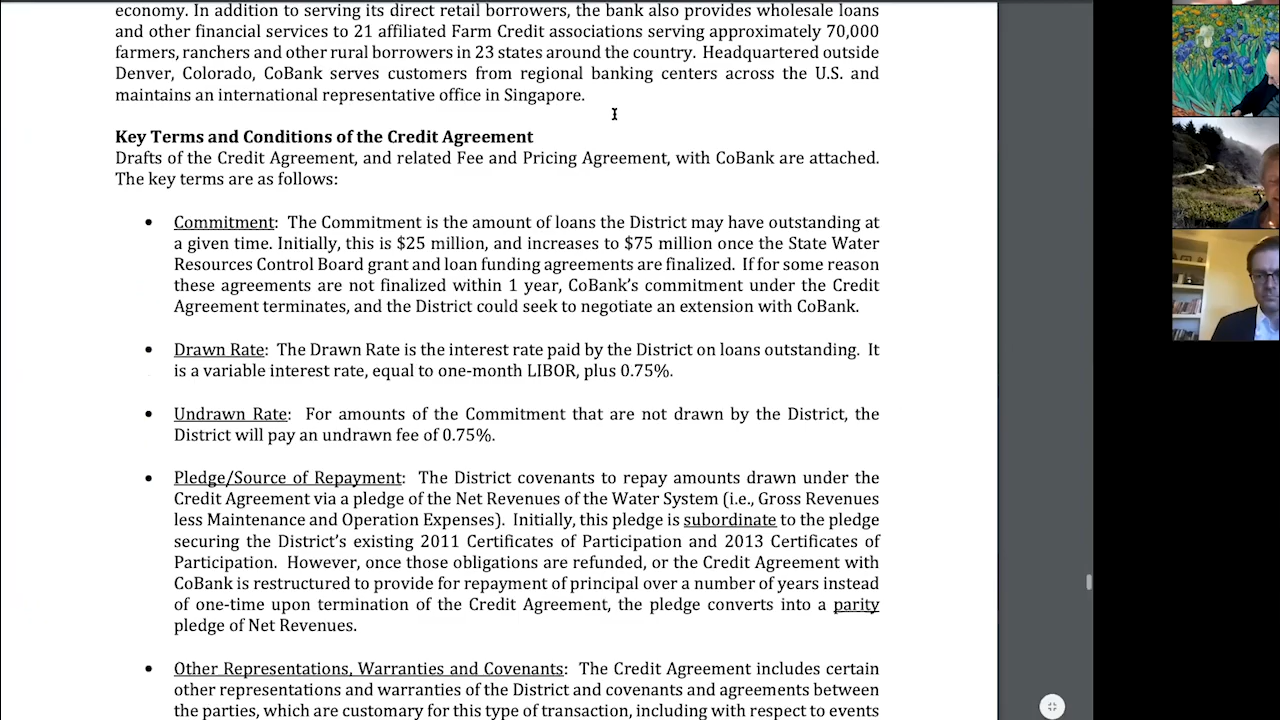 economy. In addition to serving its direct retail borrowers, the bank also provides wholesale loans
and other financial services to 21 affiliated Farm Credit associations serving approximately 70,000
farmers, ranchers and other rural borrowers in 23 states around the country. Headquartered outside
Denver, Colorado, CoBank serves customers from regional banking centers across the U.S. and
maintains an international representative office in Singapore.
Key Terms and Conditions of the Credit Agreement
Drafts of the Credit Agreement, and related Fee and Pricing Agreement, with CoBank are attached.
The key terms are as follows:
• Commitment: The Commitment is the amount of loans the District may have outstanding at
a given time. Initially, this is $25 million, and increases to $75 million once the State Water
Resources Control Board grant and loan funding agreements are finalized. If for some reason
these agreements are not finalized within 1 year, CoBank's commitment under the Credit
Agreement terminates, and the District could seek to negotiate an extension with CoBank.
• Drawn Rate: The Drawn Rate is the interest rate paid by the District on loans outstanding. It
is a variable interest rate, equal to one-month LIBOR, plus 0.75%.
• Undrawn Rate: For amounts of the Commitment that are not drawn by the District, the
District will pay an undrawn fee of 0.75%.
• Pledge/Source of Repayment: The District covenants to repay amounts drawn under the
Credit Agreement via a pledge of the Net Revenues of the Water System (i.e., Gross Revenues
less Maintenance and Operation Expenses). Initially, this pledge is subordinate to the pledge
securing the District's existing 2011 Certificates of Participation and 2013 Certificates of
Participation. However, once those obligations are refunded, or the Credit Agreement with
CoBank is restructured to provide for repayment of principal over a number of years instead
of one-time upon termination of the Credit Agreement, the pledge converts into a parity
pledge of Net Revenues.
• Other Representations, Warranties and Covenants: The Credit Agreement includes certain
other representations and warranties of the District and covenants and agreements between
the parties, which are customary for this type of transaction, including with respect to events